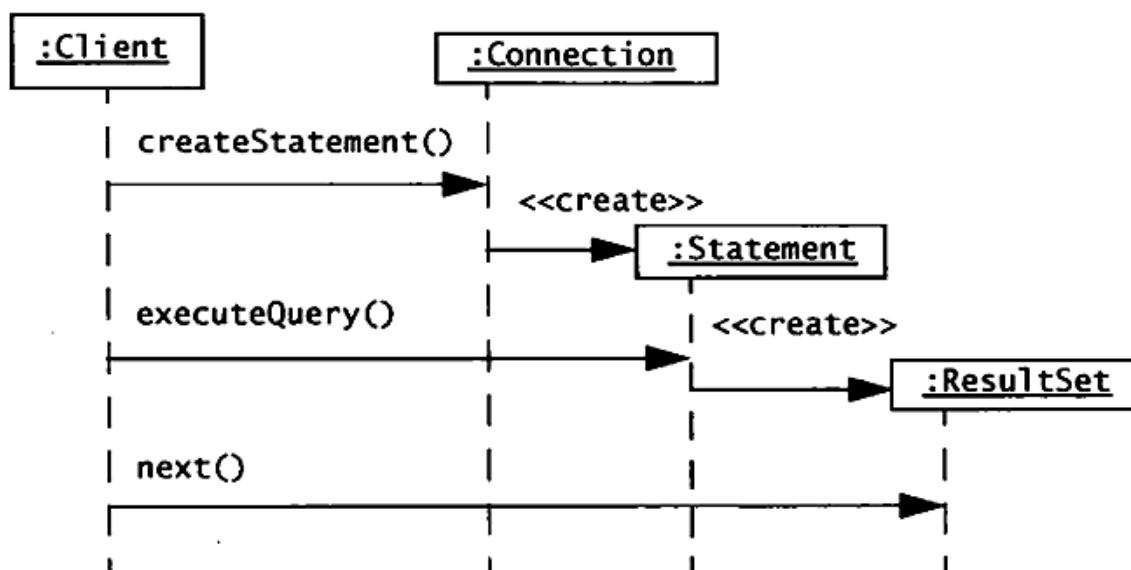 :Client
:Connection
createStatement()
<<create>>
:Statement
executeQuery()
<<create>>
:ResultSet
next()